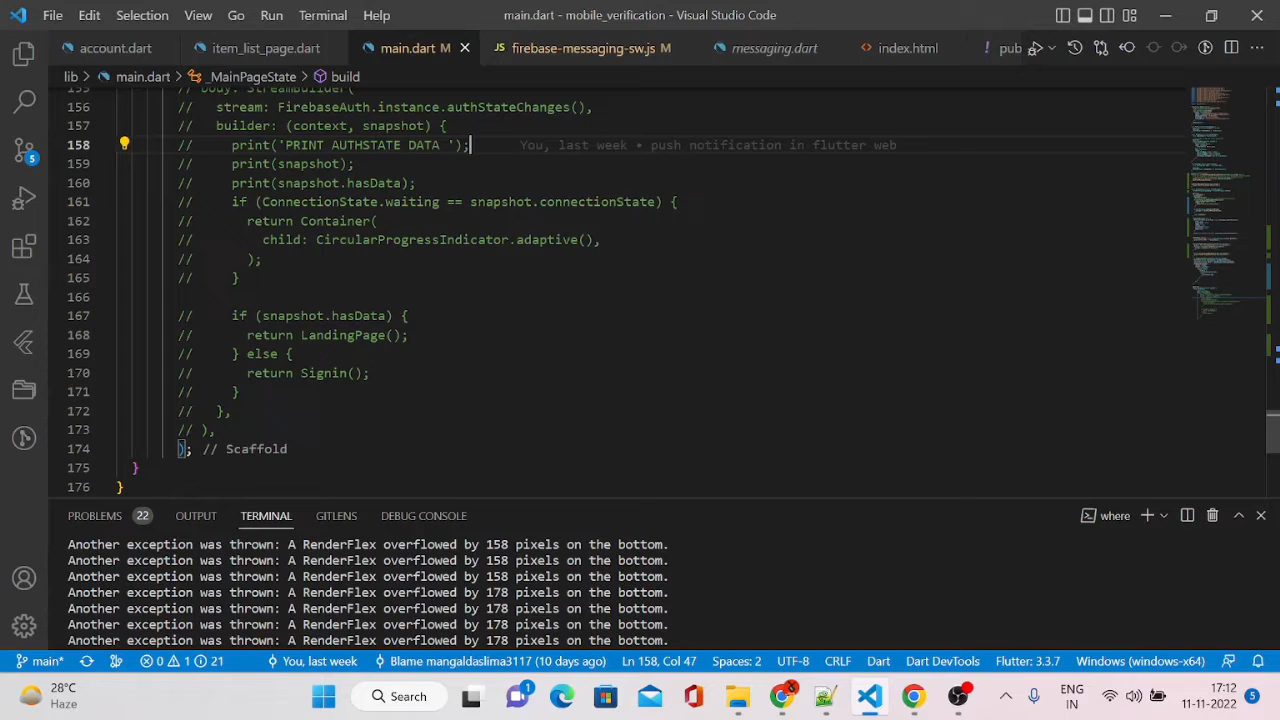 File Edit Selection View Go Run Terminal Help main.dart - mobile_verification - Visual Studio Code
account.dart item_list_page.dart main.dart M firebase-messaging-sw.js M messaging.dart index.html ! pub
lib main.dart _MainPageState build
156 // stream: FirebaseAuth.instance.authStateChanges(),
157 // builder: (context, snapshot) {
158 // print('PRINT AUTHSTATE DATA '); You, last week • push notification in flutter web
159 // print(snapshot);
160 // print(snapshot.hasData);
161 // if (ConnectionState.waiting == snapshot.connectionState) {
162 // return Container(
163 // child: CircularProgressIndicator.adaptive(),
164 // );
165 // }
166 //
167 // if (snapshot.hasData) {
168 // return LandingPage();
169 // } else {
170 // return Signin();
171 // }
172 // },
173 // ),
174 ); // Scaffold
175 }
176 }
PROBLEMS 22 OUTPUT TERMINAL GITLENS DEBUG CONSOLE where
Another exception was thrown: A RenderFlex overflowed by 158 pixels on the bottom.
Another exception was thrown: A RenderFlex overflowed by 158 pixels on the bottom.
Another exception was thrown: A RenderFlex overflowed by 158 pixels on the bottom.
Another exception was thrown: A RenderFlex overflowed by 178 pixels on the bottom.
Another exception was thrown: A RenderFlex overflowed by 178 pixels on the bottom.
Another exception was thrown: A RenderFlex overflowed by 178 pixels on the bottom.
Another exception was thrown: A RenderFlex overflowed by 178 pixels on the bottom.
main* 0 1 21 You, last week Blame mangaldaslima3117 (10 days ago) Ln 158, Col 47 Spaces: 2 UTF-8 CRLF Dart Dart DevTools Flutter: 3.3.7 Windows (windows-x64)
28°C
Haze
Search
ENG
IN
17:12
11-11-2022
5